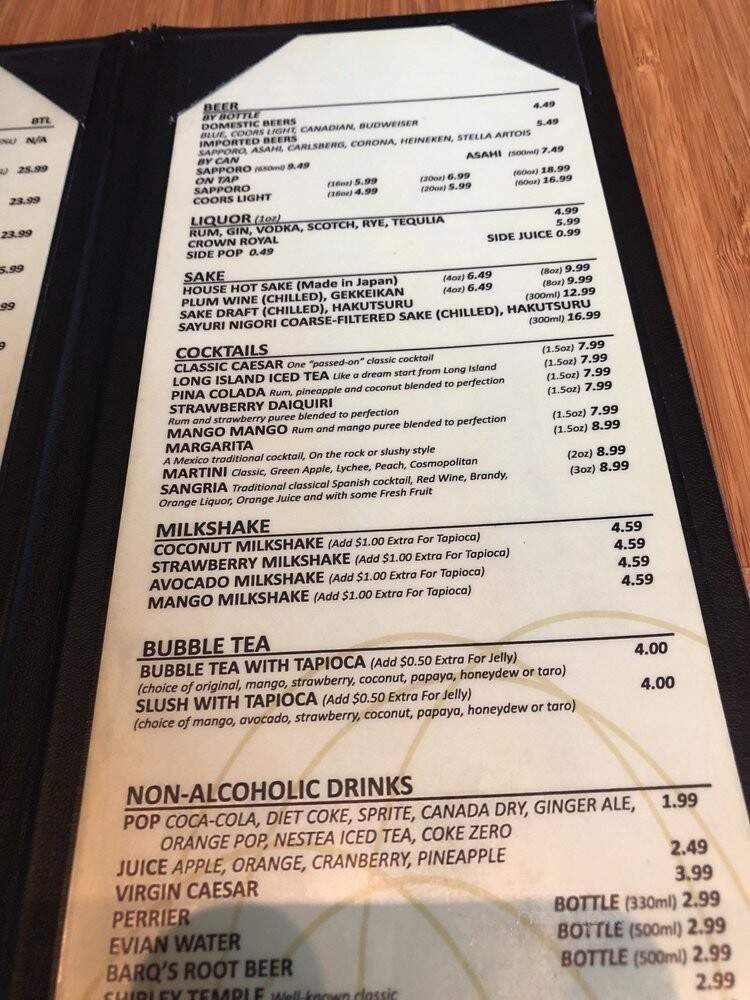 BTL
N/A
25.99
23.99
23.99
5.99
99
9
BEER
BY BOTTLE
DOMESTIC BEERS 4.49
BLUE, COORS LIGHT, CANADIAN, BUDWEISER
IMPORTED BEERS 5.49
SAPPORO, ASAHI, CARLSBERG, CORONA, HEINEKEN, STELLA ARTOIS
BY CAN
SAPPORO (650ml) 9.49 ASAHI (500ml) 7.49
ON TAP
SAPPORO (16oz) 5.99 (20oz) 6.99 (60oz) 18.99
COORS LIGHT (16oz) 4.99 (20oz) 5.99 (60oz) 16.99
LIQUOR (1oz)
RUM, GIN, VODKA, SCOTCH, RYE, TEQULIA 4.99
CROWN ROYAL 5.99
SIDE POP 0.49 SIDE JUICE 0.99
SAKE
HOUSE HOT SAKE (Made in Japan) (4oz) 6.49 (8oz) 9.99
PLUM WINE (CHILLED), GEKKEIKAN (4oz) 6.49 (8oz) 9.99
SAKE DRAFT (CHILLED), HAKUTSURU (300ml) 12.99
SAYURI NIGORI COARSE-FILTERED SAKE (CHILLED), HAKUTSURU
(300ml) 16.99
COCKTAILS
CLASSIC CAESAR One "passed-on" classic cocktail (1.5oz) 7.99
LONG ISLAND ICED TEA Like a dream start from Long Island (1.5oz) 7.99
PINA COLADA Rum, pineapple and coconut blended to perfection (1.5oz) 7.99
STRAWBERRY DAIQUIRI (1.5oz) 7.99
Rum and strawberry puree blended to perfection
MANGO MANGO Rum and mango puree blended to perfection (1.5oz) 7.99
MARGARITA (1.5oz) 8.99
A Mexico traditional cocktail, On the rock or slushy style
MARTINI Classic, Green Apple, Lychee, Peach, Cosmopolitan (2oz) 8.99
SANGRIA Traditional classical Spanish cocktail, Red Wine, Brandy, (3oz) 8.99
Orange Liquor, Orange Juice and with some Fresh Fruit
MILKSHAKE
COCONUT MILKSHAKE (Add $1.00 Extra For Tapioca) 4.59
STRAWBERRY MILKSHAKE (Add $1.00 Extra For Tapioca) 4.59
AVOCADO MILKSHAKE (Add $1.00 Extra For Tapioca) 4.59
MANGO MILKSHAKE (Add $1.00 Extra For Tapioca) 4.59
BUBBLE TEA
BUBBLE TEA WITH TAPIOCA (Add $0.50 Extra For Jelly) 4.00
(choice of original, mango, strawberry, coconut, papaya, honeydew or taro)
SLUSH WITH TAPIOCA (Add $0.50 Extra For Jelly) 4.00
(choice of mango, avocado, strawberry, coconut, papaya, honeydew or taro)
NON-ALCOHOLIC DRINKS
POP COCA-COLA, DIET COKE, SPRITE, CANADA DRY, GINGER ALE, 1.99
ORANGE POP, NESTEA ICED TEA, COKE ZERO
JUICE APPLE, ORANGE, CRANBERRY, PINEAPPLE 2.49
VIRGIN CAESAR 3.99
PERRIER BOTTLE (330ml) 2.99
EVIAN WATER BOTTLE (500ml) 2.99
BARQ'S ROOT BEER BOTTLE (500ml) 2.99
SHIRLEY TEMPLE Well-known classic 2.99